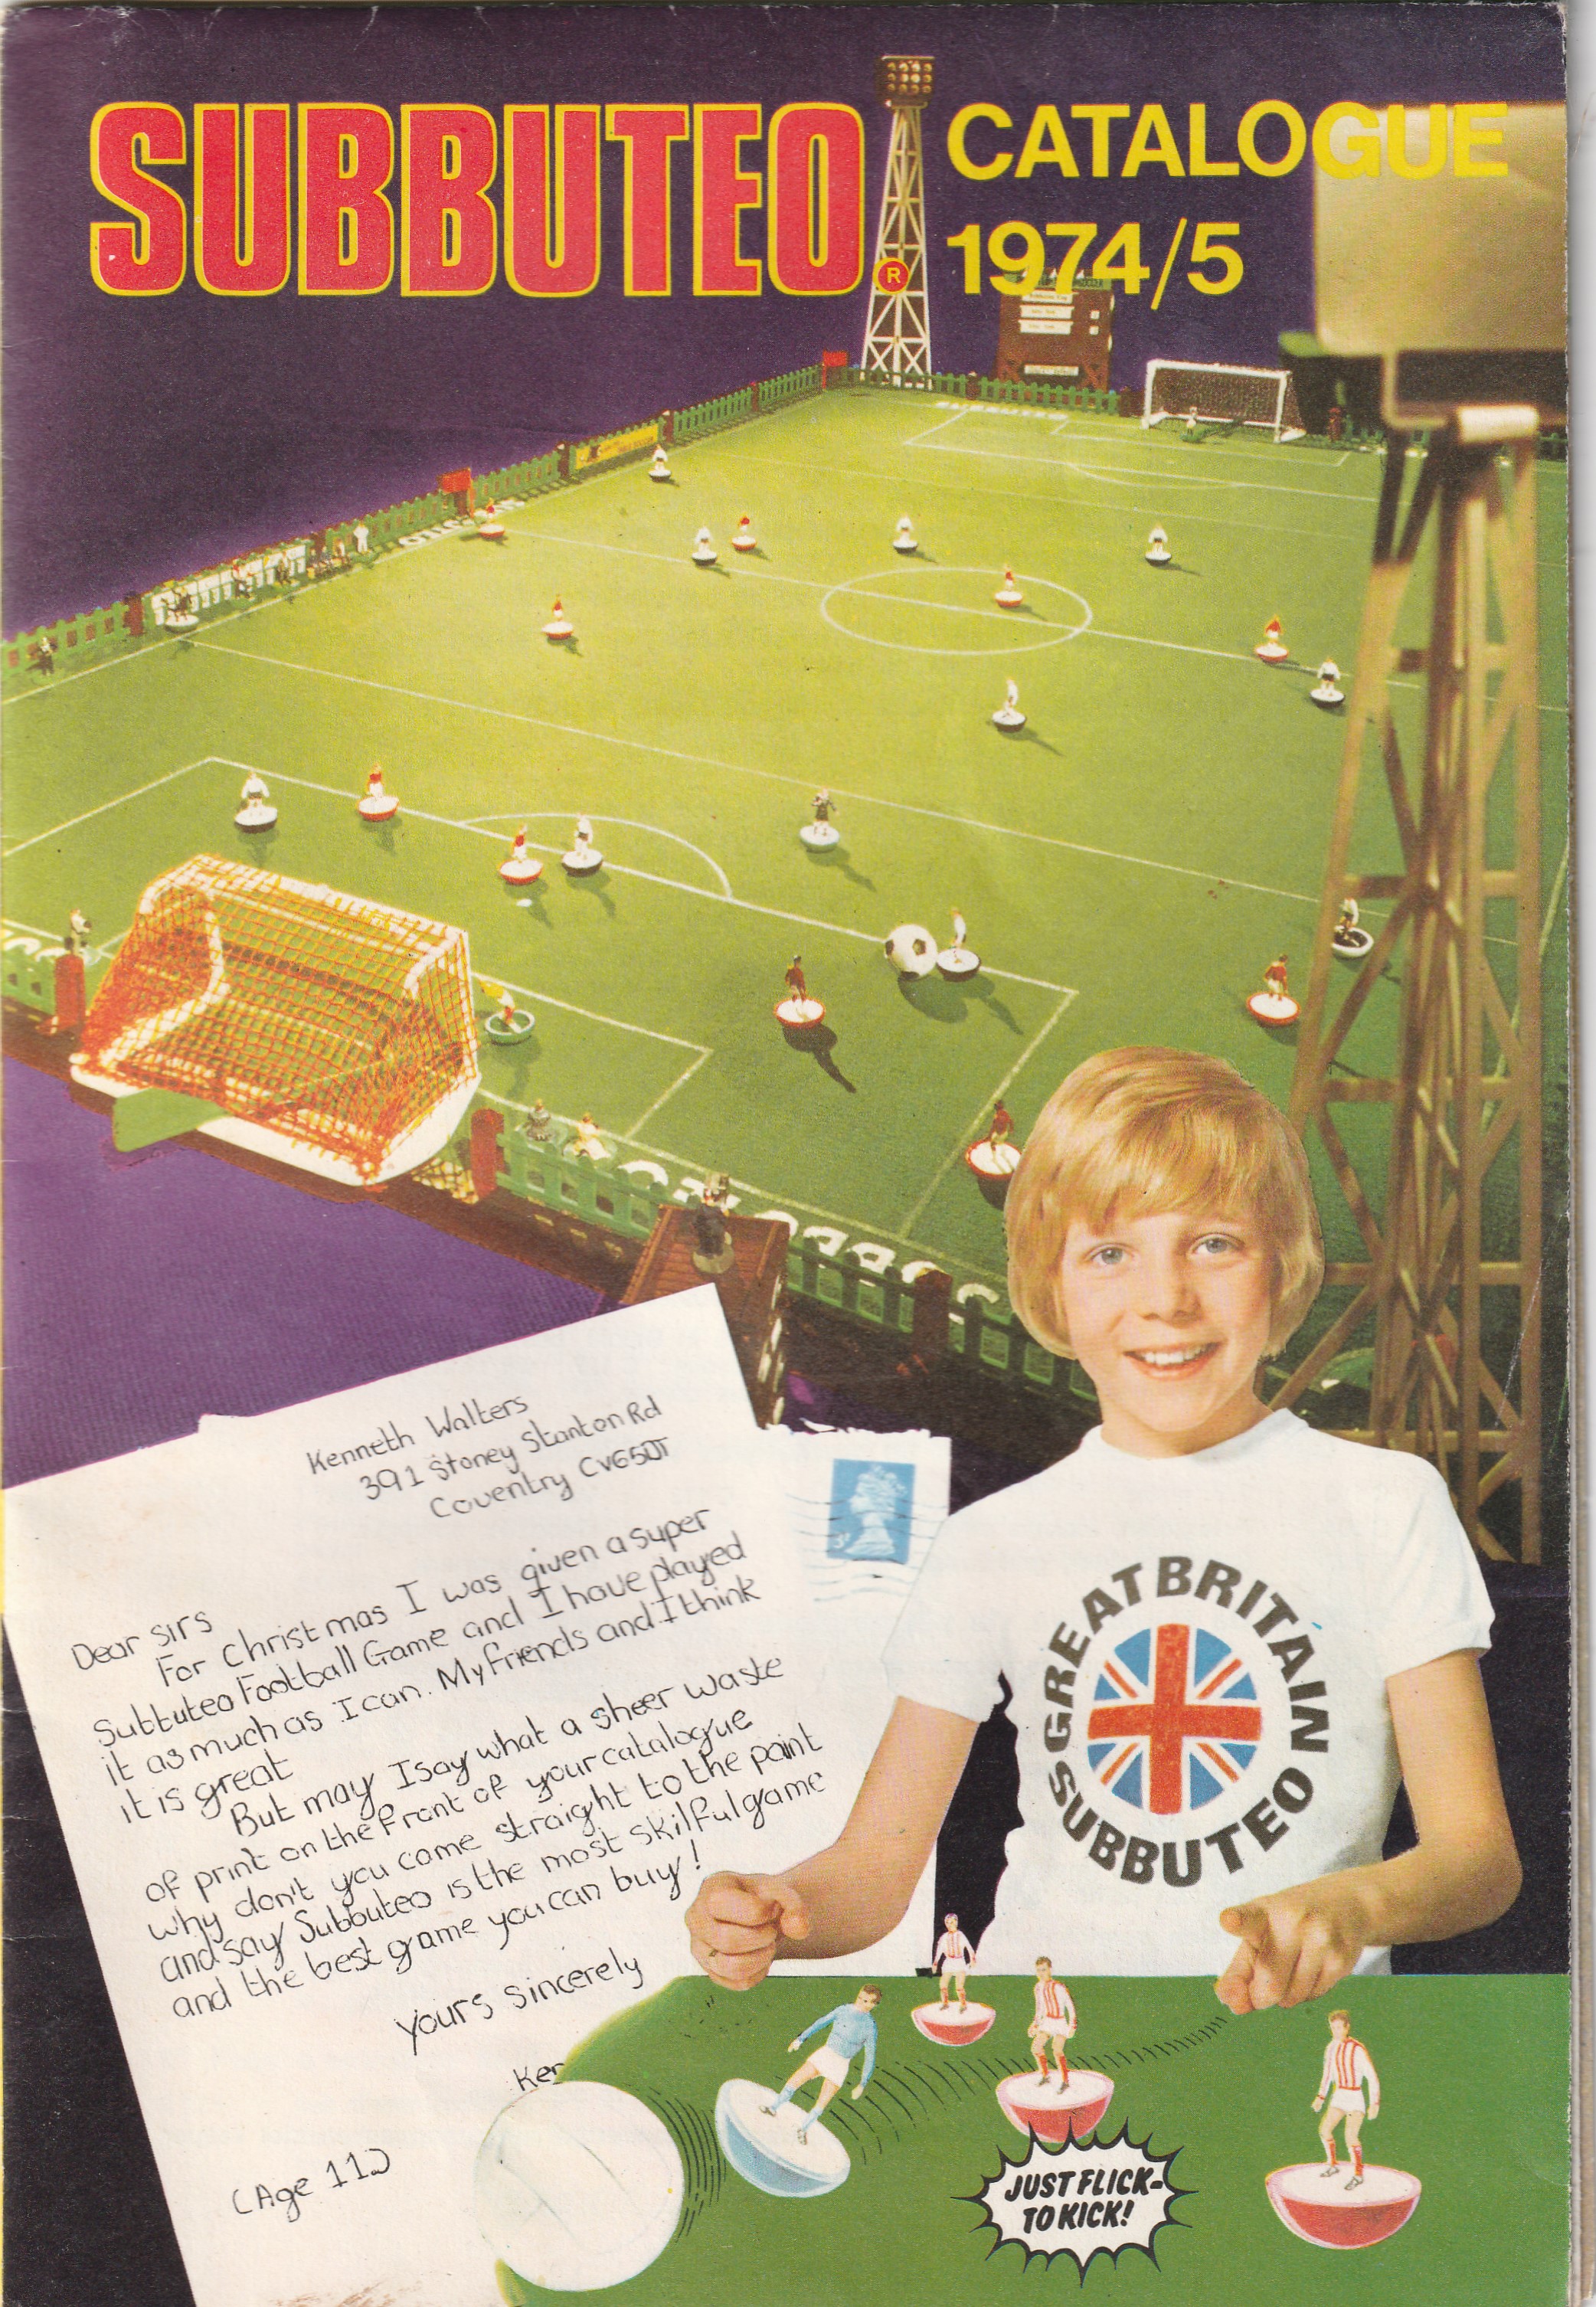 SUBBUTEO
®
CATALOGUE
1974/5
Kenneth Walters
391 Stoney Stanton Rd
Coventry CV65DT
Dear Sirs
For Christmas I was given a super
Subbuteo Football Game and I have played
it as much as I can. My friends and I think
it is great
But may I say what a sheer waste
of print on the front of your catalogue
why don't you come straight to the point
and say Subbuteo is the most skilful game
and the best game you can buy!
yours sincerely
Ken
(Age 11)
GREAT BRITAIN
SUBBUTEO
JUST FLICK-
TO KICK!
SUBBUTEO